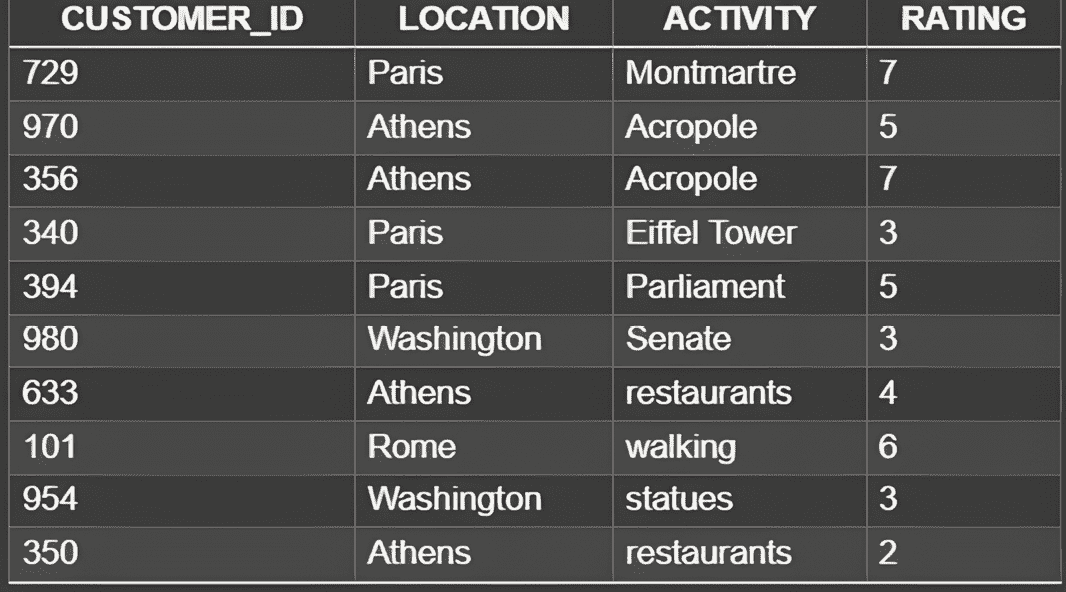 CUSTOMER_ID LOCATION ACTIVITY RATING
729 Paris Montmartre 7
970 Athens Acropole 5
356 Athens Acropole 7
340 Paris Eiffel Tower 3
394 Paris Parliament 5
980 Washington Senate 3
633 Athens restaurants 4
101 Rome walking 6
954 Washington statues 3
350 Athens restaurants 2